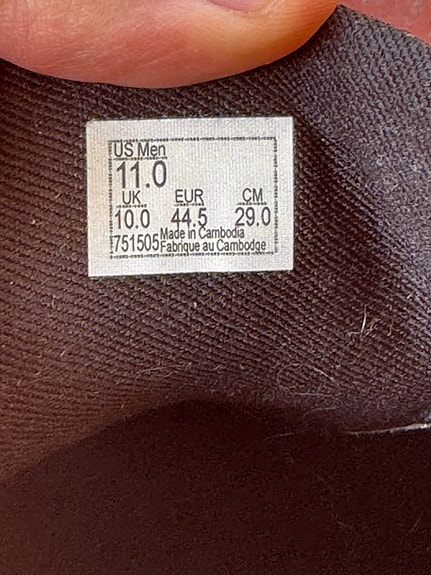 US Men
11.0
UK EUR CM
10.0 44.5 29.0
751505 Made in Cambodia
Fabrique au Cambodge